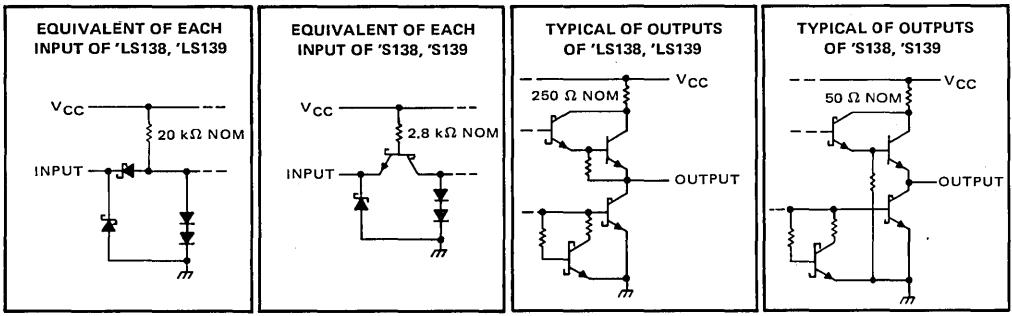 EQUIVALENT OF EACH
INPUT OF 'LS138, 'LS139
VCC
20 kΩ NOM
INPUT
EQUIVALENT OF EACH
INPUT OF 'S138, 'S139
VCC
2.8 kΩ NOM
INPUT
TYPICAL OF OUTPUTS
OF 'LS138, 'LS139
VCC
250 Ω NOM
OUTPUT
TYPICAL OF OUTPUTS
OF 'S138, 'S139
VCC
50 Ω NOM
OUTPUT